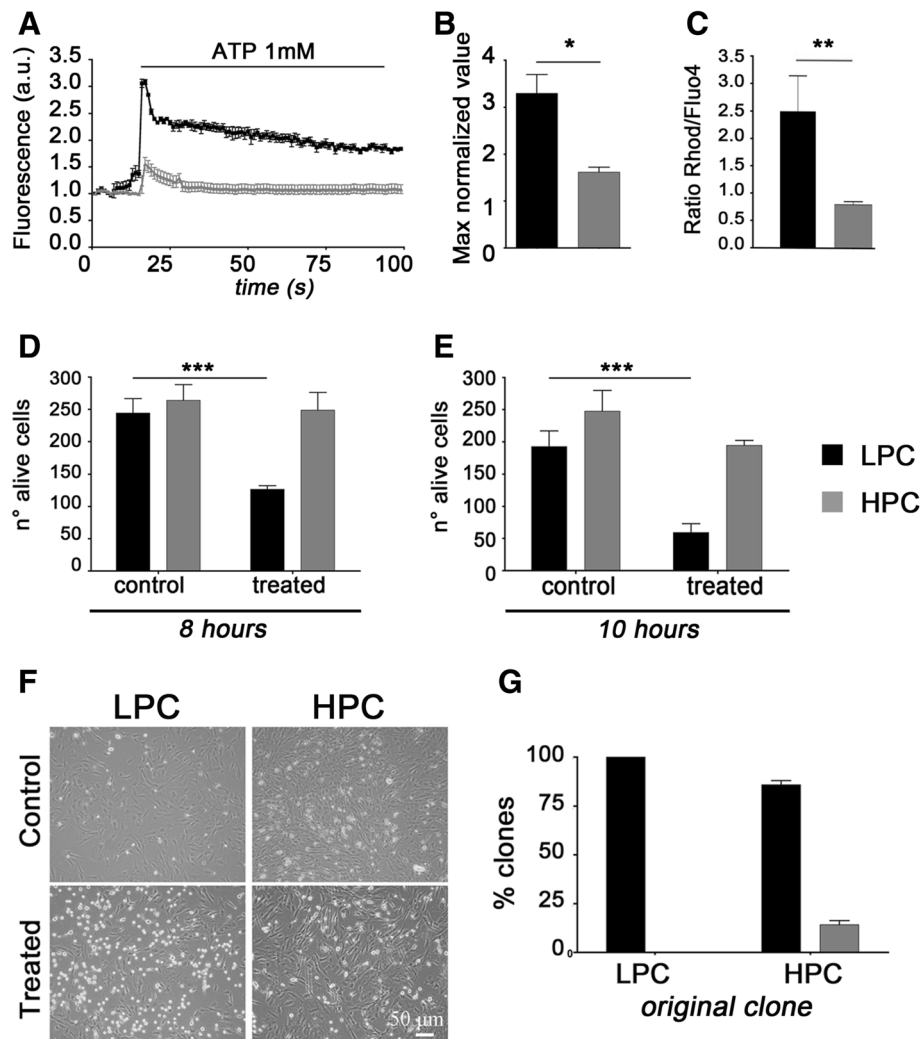 A
ATP 1mM
Fluorescence (a.u.)
3.5
3.0
2.5
2.0
1.5
1.0
0.5
0.0
0
25
50
75
100
time (s)
B
*
Max normalized value
4
3
2
1
0
C
**
Ratio Rhod/Fluo4
3.5
3.0
2.5
2.0
1.5
1.0
0.5
0.0
D
***
n° alive cells
300
250
200
150
100
50
0
control
treated
8 hours
E
***
n° alive cells
300
250
200
150
100
50
0
control
treated
10 hours
LPC
HPC
F
LPC
HPC
Control
Treated
50 µm
G
% clones
100
75
50
25
0
LPC
HPC
original clone